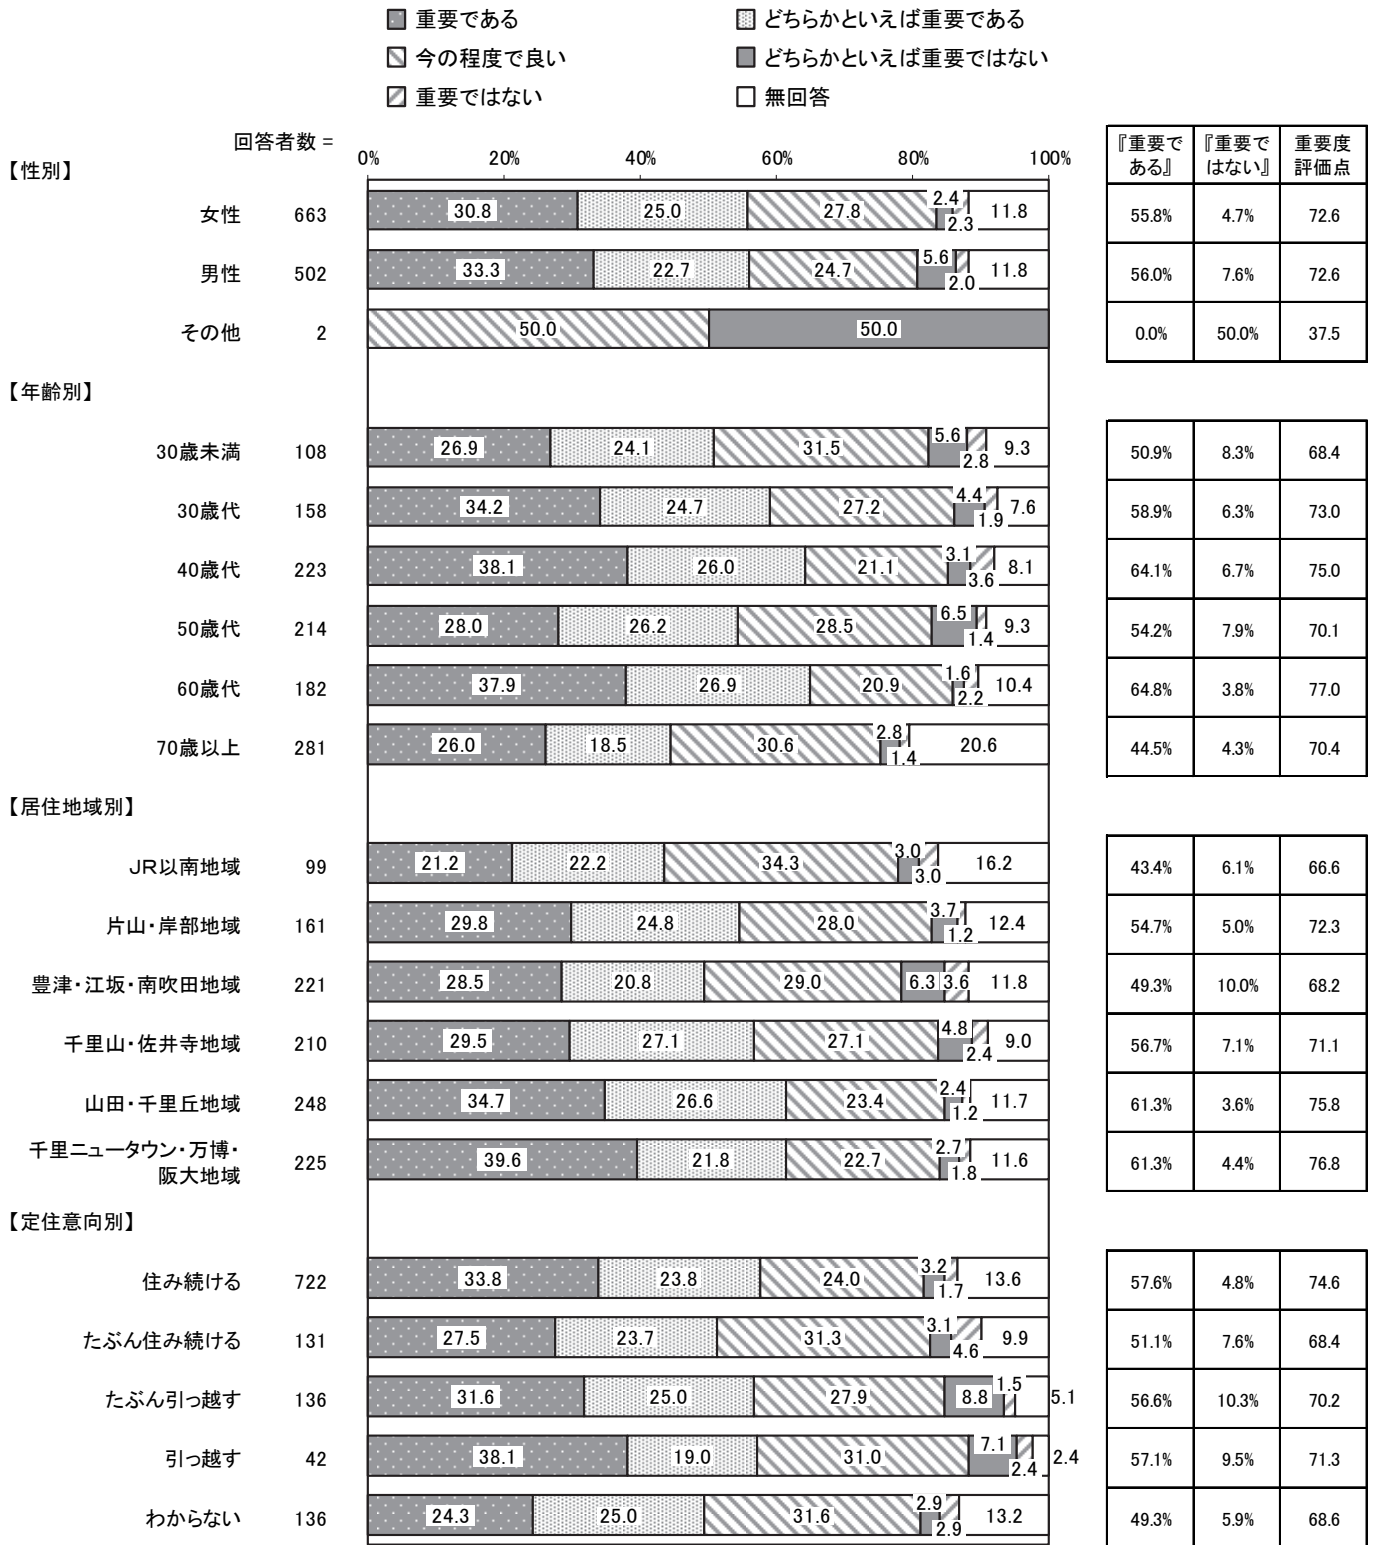 重要である どちらかといえば重要である
今の程度で良い どちらかといえば重要ではない
重要ではない 無回答
回答者数 = 『重要で 『重要で 重要度
【性別】 0% 20% 40% 60% 80% 100% ある』 はない』 評価点
女性 663 30.8 25.0 27.8 2.4 2.3 11.8 55.8% 4.7% 72.6
男性 502 33.3 22.7 24.7 5.6 2.0 11.8 56.0% 7.6% 72.6
その他 2 50.0 50.0 0.0% 50.0% 37.5
【年齢別】
30歳未満 108 26.9 24.1 31.5 5.6 2.8 9.3 50.9% 8.3% 68.4
30歳代 158 34.2 24.7 27.2 4.4 1.9 7.6 58.9% 6.3% 73.0
40歳代 223 38.1 26.0 21.1 3.1 3.6 8.1 64.1% 6.7% 75.0
50歳代 214 28.0 26.2 28.5 6.5 1.4 9.3 54.2% 7.9% 70.1
60歳代 182 37.9 26.9 20.9 1.6 2.2 10.4 64.8% 3.8% 77.0
70歳以上 281 26.0 18.5 30.6 2.8 1.4 20.6 44.5% 4.3% 70.4
【居住地域別】
JR以南地域 99 21.2 22.2 34.3 3.0 3.0 16.2 43.4% 6.1% 66.6
片山・岸部地域 161 29.8 24.8 28.0 3.7 1.2 12.4 54.7% 5.0% 72.3
豊津・江坂・南吹田地域 221 28.5 20.8 29.0 6.3 3.6 11.8 49.3% 10.0% 68.2
千里山・佐井寺地域 210 29.5 27.1 27.1 4.8 2.4 9.0 56.7% 7.1% 71.1
山田・千里丘地域 248 34.7 26.6 23.4 2.4 1.2 11.7 61.3% 3.6% 75.8
千里ニュータウン・万博・
阪大地域 225 39.6 21.8 22.7 2.7 1.8 11.6 61.3% 4.4% 76.8
【定住意向別】
住み続ける 722 33.8 23.8 24.0 3.2 1.7 13.6 57.6% 4.8% 74.6
たぶん住み続ける 131 27.5 23.7 31.3 3.1 4.6 9.9 51.1% 7.6% 68.4
たぶん引っ越す 136 31.6 25.0 27.9 8.8 1.5 5.1 56.6% 10.3% 70.2
引っ越す 42 38.1 19.0 31.0 7.1 2.4 2.4 57.1% 9.5% 71.3
わからない 136 24.3 25.0 31.6 2.9 2.9 13.2 49.3% 5.9% 68.6